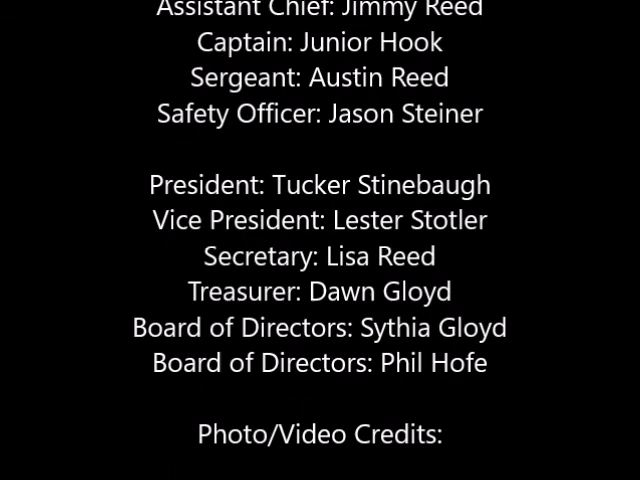 Assistant Chief: Jimmy Reed
Captain: Junior Hook
Sergeant: Austin Reed
Safety Officer: Jason Steiner
President: Tucker Stinebaugh
Vice President: Lester Stotler
Secretary: Lisa Reed
Treasurer: Dawn Gloyd
Board of Directors: Sythia Gloyd
Board of Directors: Phil Hofe
Photo/Video Credits: